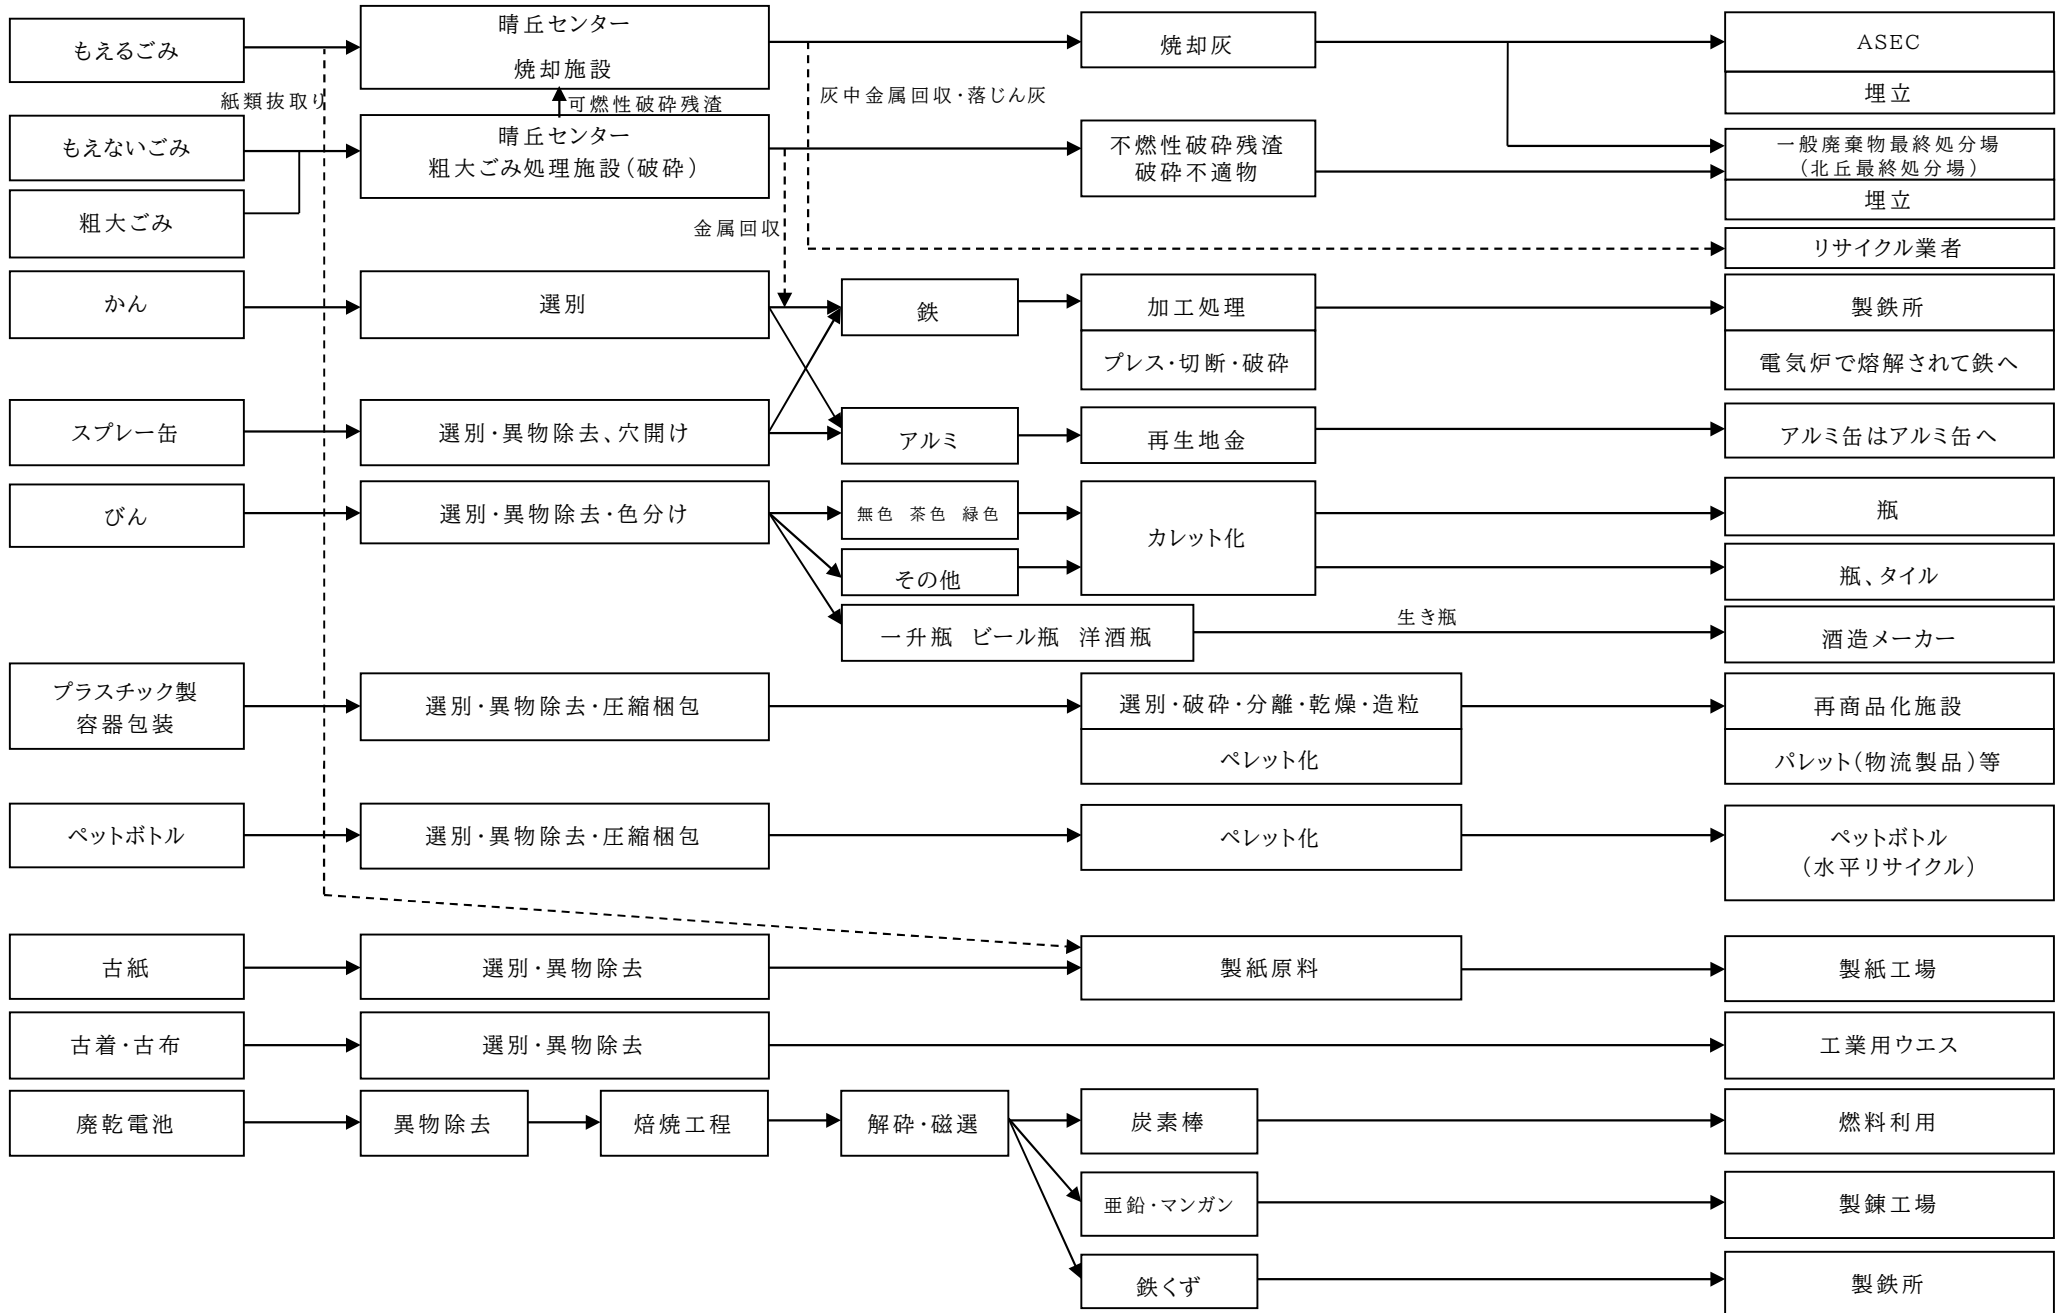 もえるごみ
晴丘センター
焼却施設
焼却灰
ASEC
埋立
紙類抜取り
可燃性破砕残渣
灰中金属回収・落じん灰
もえないごみ
晴丘センター
粗大ごみ処理施設(破砕)
不燃性破砕残渣
破砕不適物
一般廃棄物最終処分場
(北丘最終処分場)
埋立
粗大ごみ
金属回収
リサイクル業者
かん
選別
鉄
加工処理
プレス・切断・破砕
製鉄所
電気炉で熔解されて鉄へ
スプレー缶
選別・異物除去、穴開け
アルミ
再生地金
アルミ缶はアルミ缶へ
びん
選別・異物除去・色分け
無色 茶色 緑色
カレット化
瓶
その他
瓶、タイル
一升瓶 ビール瓶 洋酒瓶
生き瓶
酒造メーカー
プラスチック製
容器包装
選別・異物除去・圧縮梱包
選別・破砕・分離・乾燥・造粒
ペレット化
再商品化施設
パレット(物流製品)等
ペットボトル
選別・異物除去・圧縮梱包
ペレット化
ペットボトル
(水平リサイクル)
古紙
選別・異物除去
製紙原料
製紙工場
古着・古布
選別・異物除去
工業用ウエス
廃乾電池
異物除去
焙焼工程
解砕・磁選
炭素棒
燃料利用
亜鉛・マンガン
製錬工場
鉄くず
製鉄所